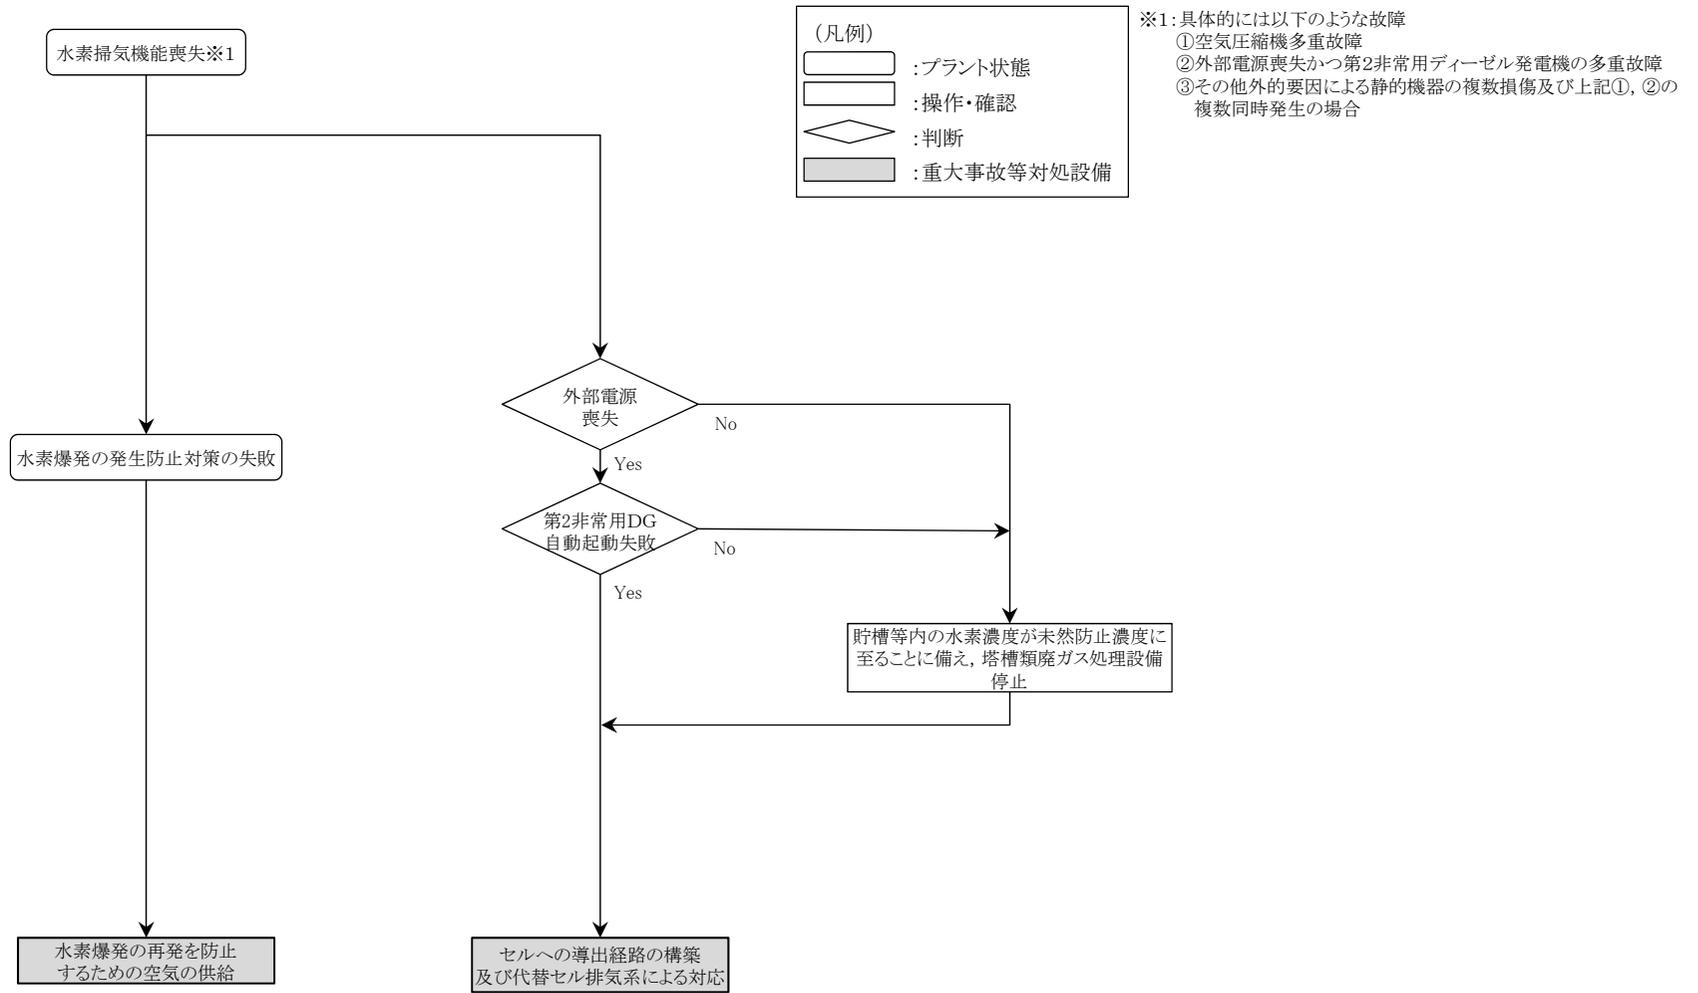 水素掃気機能喪失※1
(凡例)
:プラント状態
:操作・確認
:判断
:重大事故等対処設備
※1:具体的には以下のような故障
①空気圧縮機多重故障
②外部電源喪失かつ第2非常用ディーゼル発電機の多重故障
③その他外的要因による静的機器の複数損傷及び上記①, ②の
複数同時発生の場合
外部電源
喪失
No
Yes
水素爆発の発生防止対策の失敗
第2非常用DG
自動起動失敗
No
Yes
貯槽等内の水素濃度が未然防止濃度に
至ることに備え, 塔槽類廃ガス処理設備
停止
水素爆発の再発を防止
するための空気の供給
セルへの導出経路の構築
及び代替セル排気系による対応